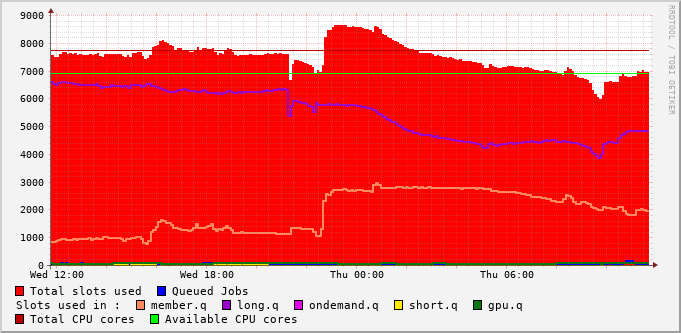 9000
8000
7000
6000
5000
4000
3000
2000
1000
0
Wed 12:00 Wed 18:00 Thu 00:00 Thu 06:00
RRDTOOL / TOBI OETIKER
Total slots used Queued Jobs
Slots used in : member.q long.q ondemand.q short.q gpu.q
Total CPU cores Available CPU cores